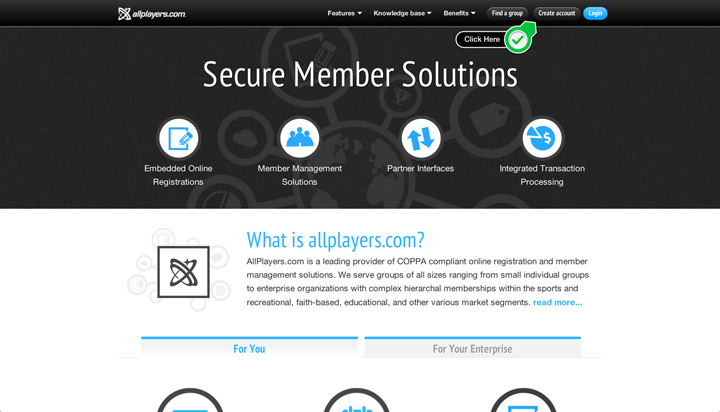 allplayers.com
Features
Knowledge base
Benefits
Find a group
Create account
Login
Click Here
Secure Member Solutions
Embedded Online
Registrations
Member Management
Solutions
Partner Interfaces
Integrated Transaction
Processing
What is allplayers.com?
AllPlayers.com is a leading provider of COPPA compliant online registration and member
management solutions. We serve groups of all sizes ranging from small individual groups
to enterprise organizations with complex hierarchal memberships within the sports and
recreational, faith-based, educational, and other various market segments. read more...
For You
For Your Enterprise